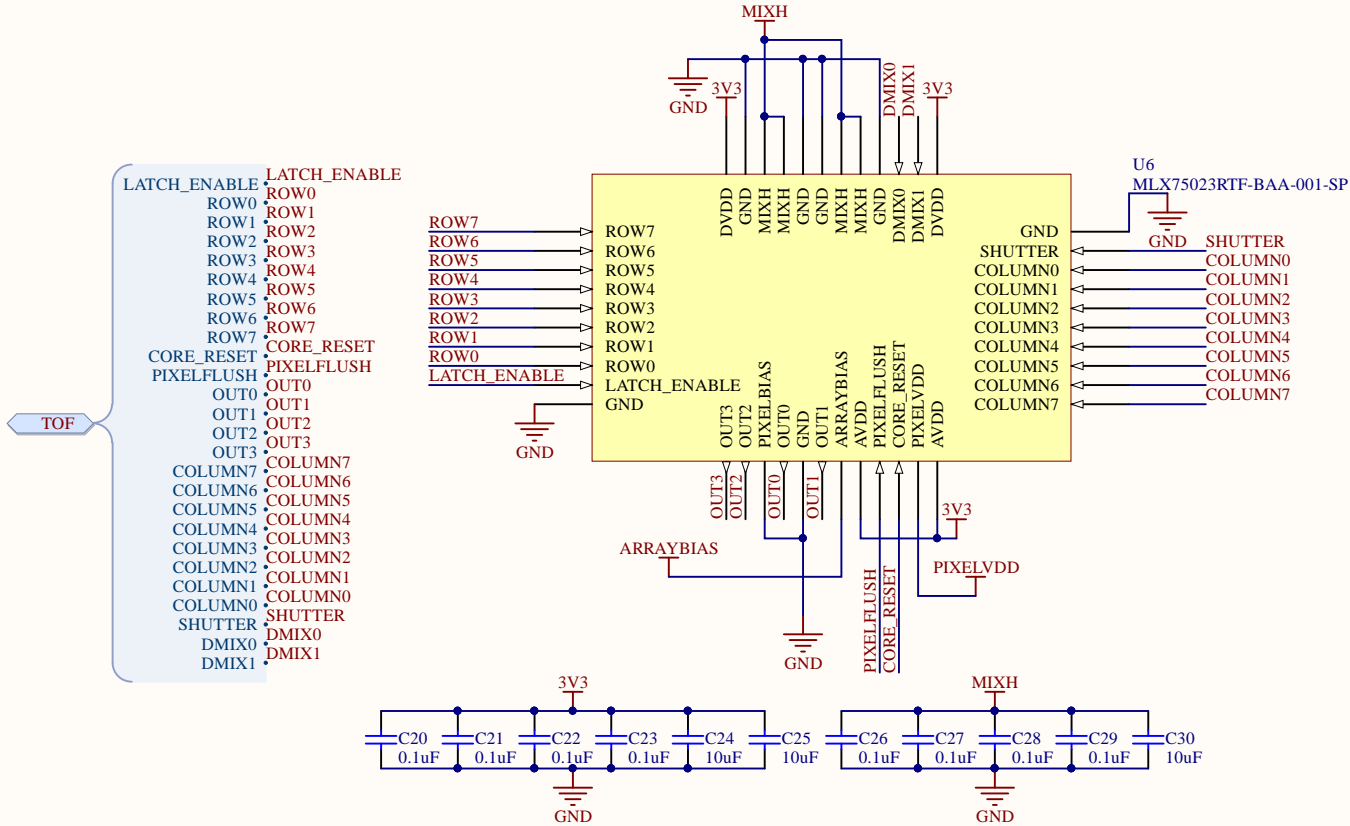 MIXH
GND
3V3
DMIX0
DMIX1
3V3
DVDD
GND
MIXH
MIXH
GND
GND
MIXH
MIXH
GND
DMIX0
DMIX1
DVDD
U6
MLX75023RTF-BAA-001-SP
TOF
LATCH_ENABLE
LATCH_ENABLE
ROW0
ROW0
ROW1
ROW1
ROW2
ROW2
ROW3
ROW3
ROW4
ROW4
ROW5
ROW5
ROW6
ROW6
ROW7
ROW7
CORE_RESET
CORE_RESET
PIXELFLUSH
PIXELFLUSH
OUT0
OUT0
OUT1
OUT1
OUT2
OUT2
OUT3
OUT3
COLUMN7
COLUMN7
COLUMN6
COLUMN6
COLUMN5
COLUMN5
COLUMN4
COLUMN4
COLUMN3
COLUMN3
COLUMN2
COLUMN2
COLUMN1
COLUMN1
COLUMN0
COLUMN0
SHUTTER
SHUTTER
DMIX0
DMIX0
DMIX1
DMIX1
ROW7
ROW6
ROW5
ROW4
ROW3
ROW2
ROW1
ROW0
LATCH_ENABLE
GND
ROW7
ROW6
ROW5
ROW4
ROW3
ROW2
ROW1
ROW0
LATCH_ENABLE
GND
GND
SHUTTER
COLUMN0
COLUMN1
COLUMN2
COLUMN3
COLUMN4
COLUMN5
COLUMN6
COLUMN7
GND
SHUTTER
COLUMN0
COLUMN1
COLUMN2
COLUMN3
COLUMN4
COLUMN5
COLUMN6
COLUMN7
OUT3
OUT2
PIXELBIAS
OUT0
GND
OUT1
ARRAYBIAS
AVDD
PIXELFLUSH
CORE_RESET
PIXELVDD
AVDD
OUT3
OUT2
OUT0
OUT1
3V3
ARRAYBIAS
PIXELVDD
PIXELFLUSH
CORE_RESET
GND
3V3
C20
0.1uF
C21
0.1uF
C22
0.1uF
C23
0.1uF
C24
10uF
C25
10uF
GND
MIXH
C26
0.1uF
C27
0.1uF
C28
0.1uF
C29
0.1uF
C30
10uF
GND